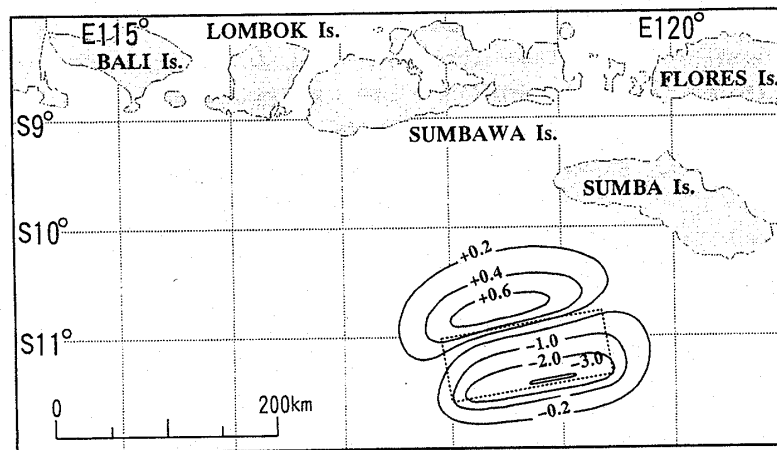 E115° LOMBOK Is. E120°
BALI Is. FLORES Is.
S9° SUMBAWA Is.
SUMBA Is.
S10°
+0.2
+0.4
+0.6
S11°
−1.0
−2.0 −3.0
0 200km −0.2